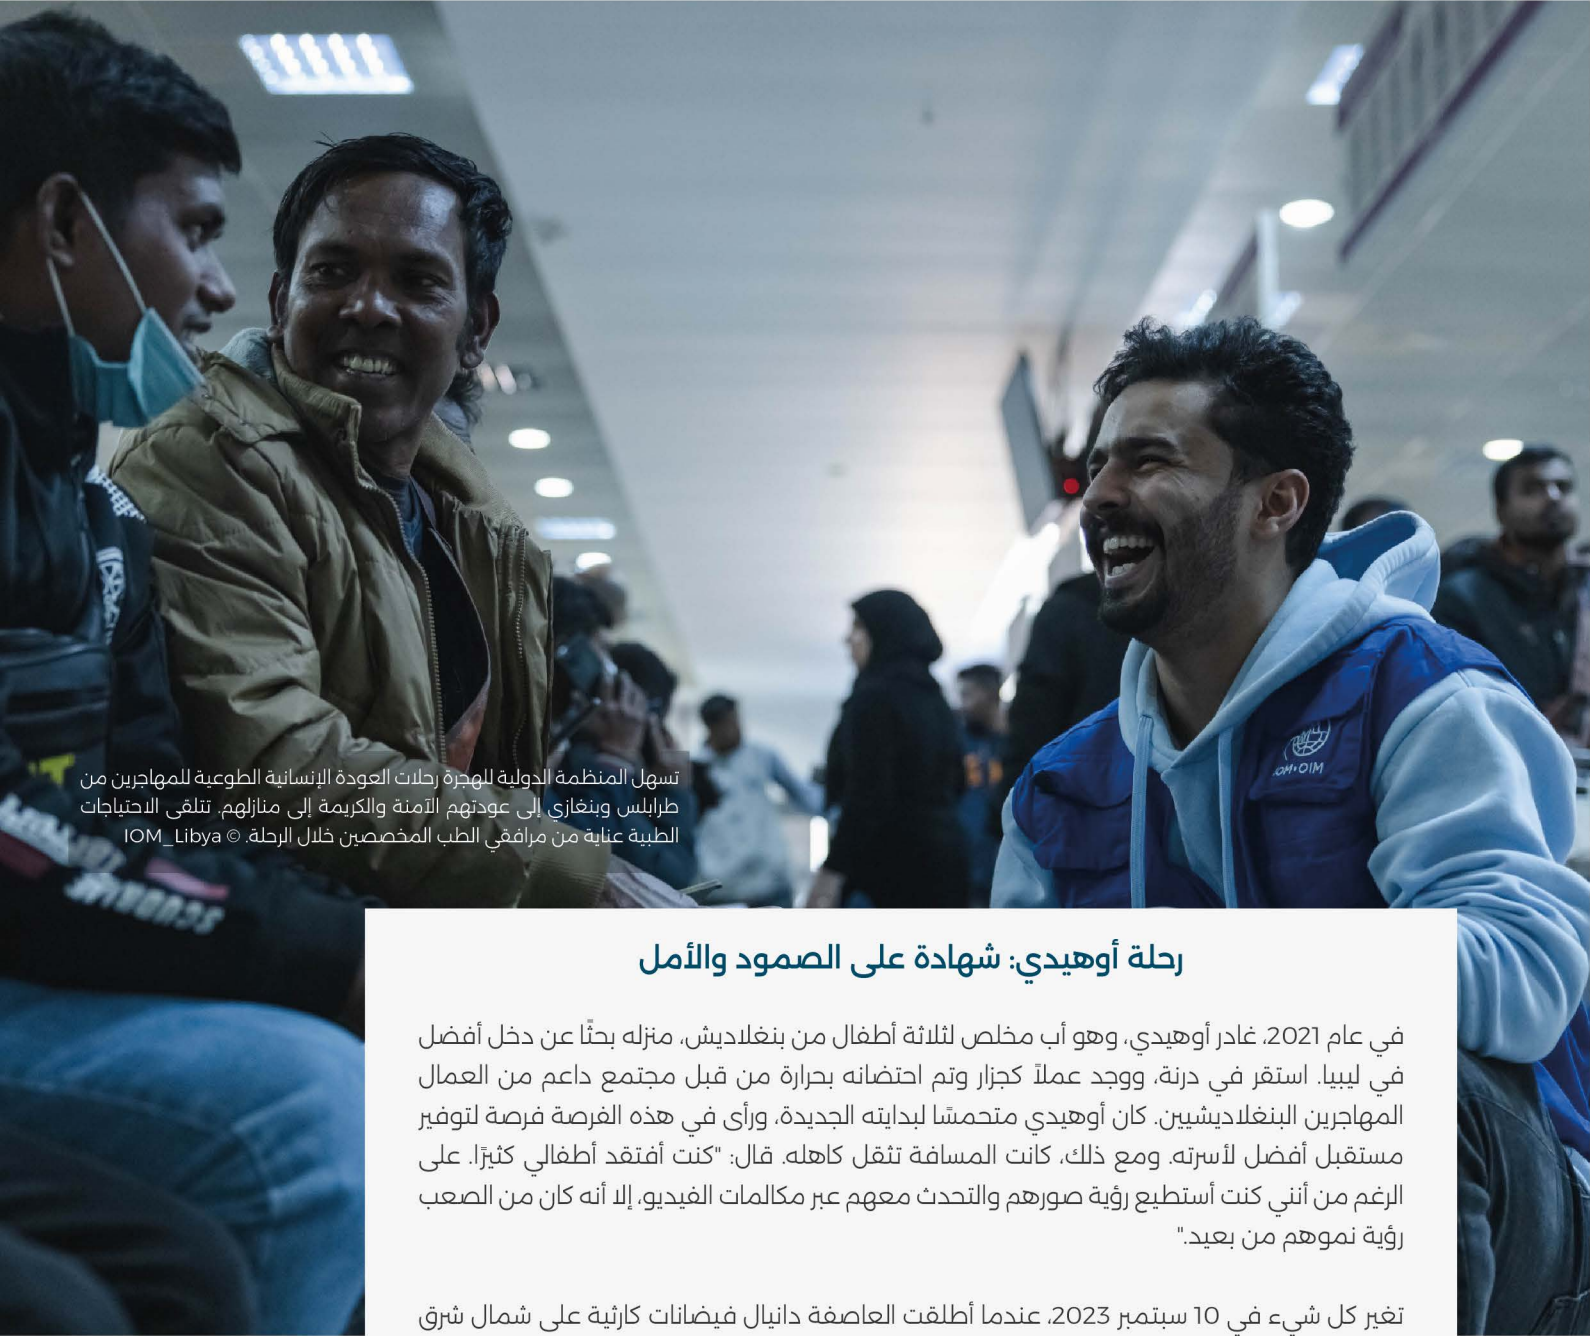 IOM•OIM
تسهل المنظمة الدولية للهجرة رحلات العودة الإنسانية الطوعية للمهاجرين من
طرابلس وبنغازي إلى عودتهم الآمنة والكريمة إلى منازلهم. تتلقى الاحتياجات
الطبية عناية من مرافقي الطب المخصصين خلال الرحلة. © IOM_Libya
رحلة أوهيدي: شهادة على الصمود والأمل
في عام 2021، غادر أوهيدي، وهو أب مخلص لثلاثة أطفال من بنغلاديش، منزله بحثًا عن دخل أفضل
في ليبيا. استقر في درنة، ووجد عملاً كجزار وتم احتضانه بحرارة من قبل مجتمع داعم من العمال
المهاجرين البنغلاديشيين. كان أوهيدي متحمسًا لبدايته الجديدة، ورأى في هذه الفرصة فرصة لتوفير
مستقبل أفضل لأسرته. ومع ذلك، كانت المسافة تثقل كاهله. قال: "كنت أفتقد أطفالي كثيرًا. على
الرغم من أنني كنت أستطيع رؤية صورهم والتحدث معهم عبر مكالمات الفيديو، إلا أنه كان من الصعب
رؤية نموهم من بعيد."
تغير كل شيء في 10 سبتمبر 2023، عندما أطلقت العاصفة دانيال فيضانات كارثية على شمال شرق